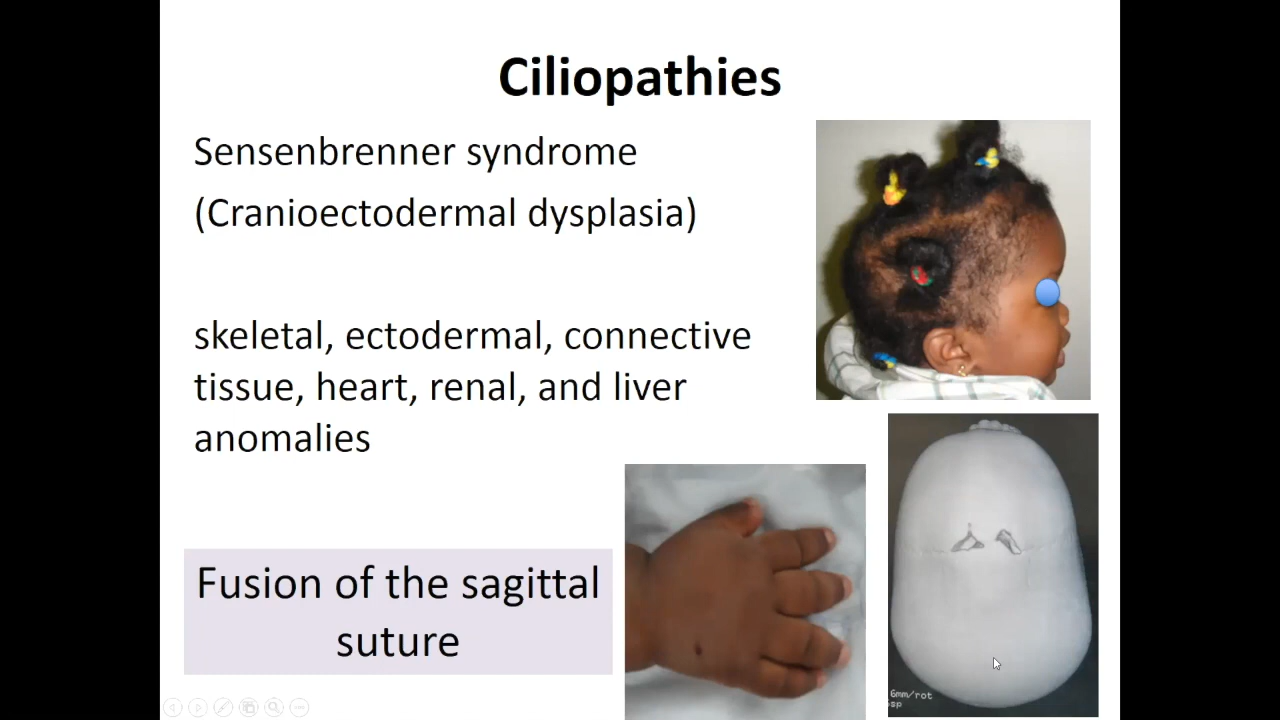 Ciliopathies
Sensenbrenner syndrome
(Cranioectodermal dysplasia)
skeletal, ectodermal, connective
tissue, heart, renal, and liver
anomalies
Fusion of the sagittal
suture
6mm/rot
sp